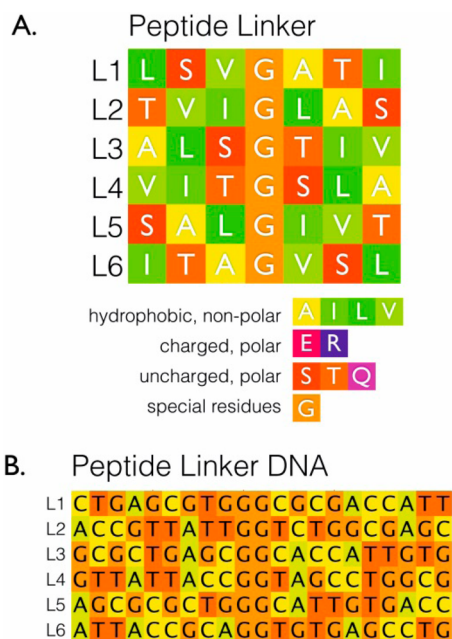 A. Peptide Linker
L1 L S V G A T I
L2 T V I G L A S
L3 A L S G T I V
L4 V I T G S L A
L5 S A L G I V T
L6 I T A G V S L
hydrophobic, non-polar A I L V
charged, polar E R
uncharged, polar S T Q
special residues G
B. Peptide Linker DNA
L1 CTGAGCGTGGGCGCGACCATT
L2 ACCGTTATTGGTCTGGCGAGC
L3 GCGCTGAGCGGCACCATTGTG
L4 GTTATTACCGGTAGCCTGGCG
L5 AGCGCGCTGGGCATTGTGACC
L6 ATTACCGCAGGTGTGAGCCTG